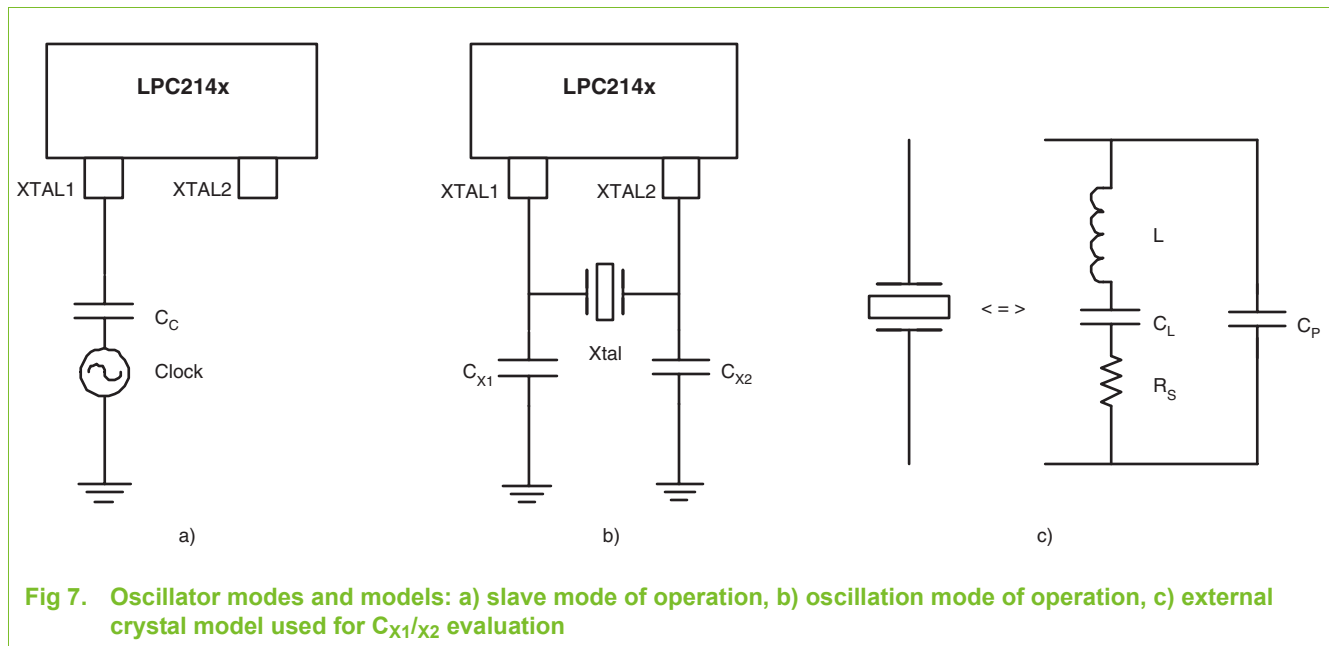 LPC214x
XTAL1
XTAL2
C_C
Clock
a)
LPC214x
XTAL1
XTAL2
Xtal
C_X1
C_X2
b)
< = >
L
C_L
R_S
C_P
c)
Fig 7. Oscillator modes and models: a) slave mode of operation, b) oscillation mode of operation, c) external
crystal model used for C_X1/X2 evaluation